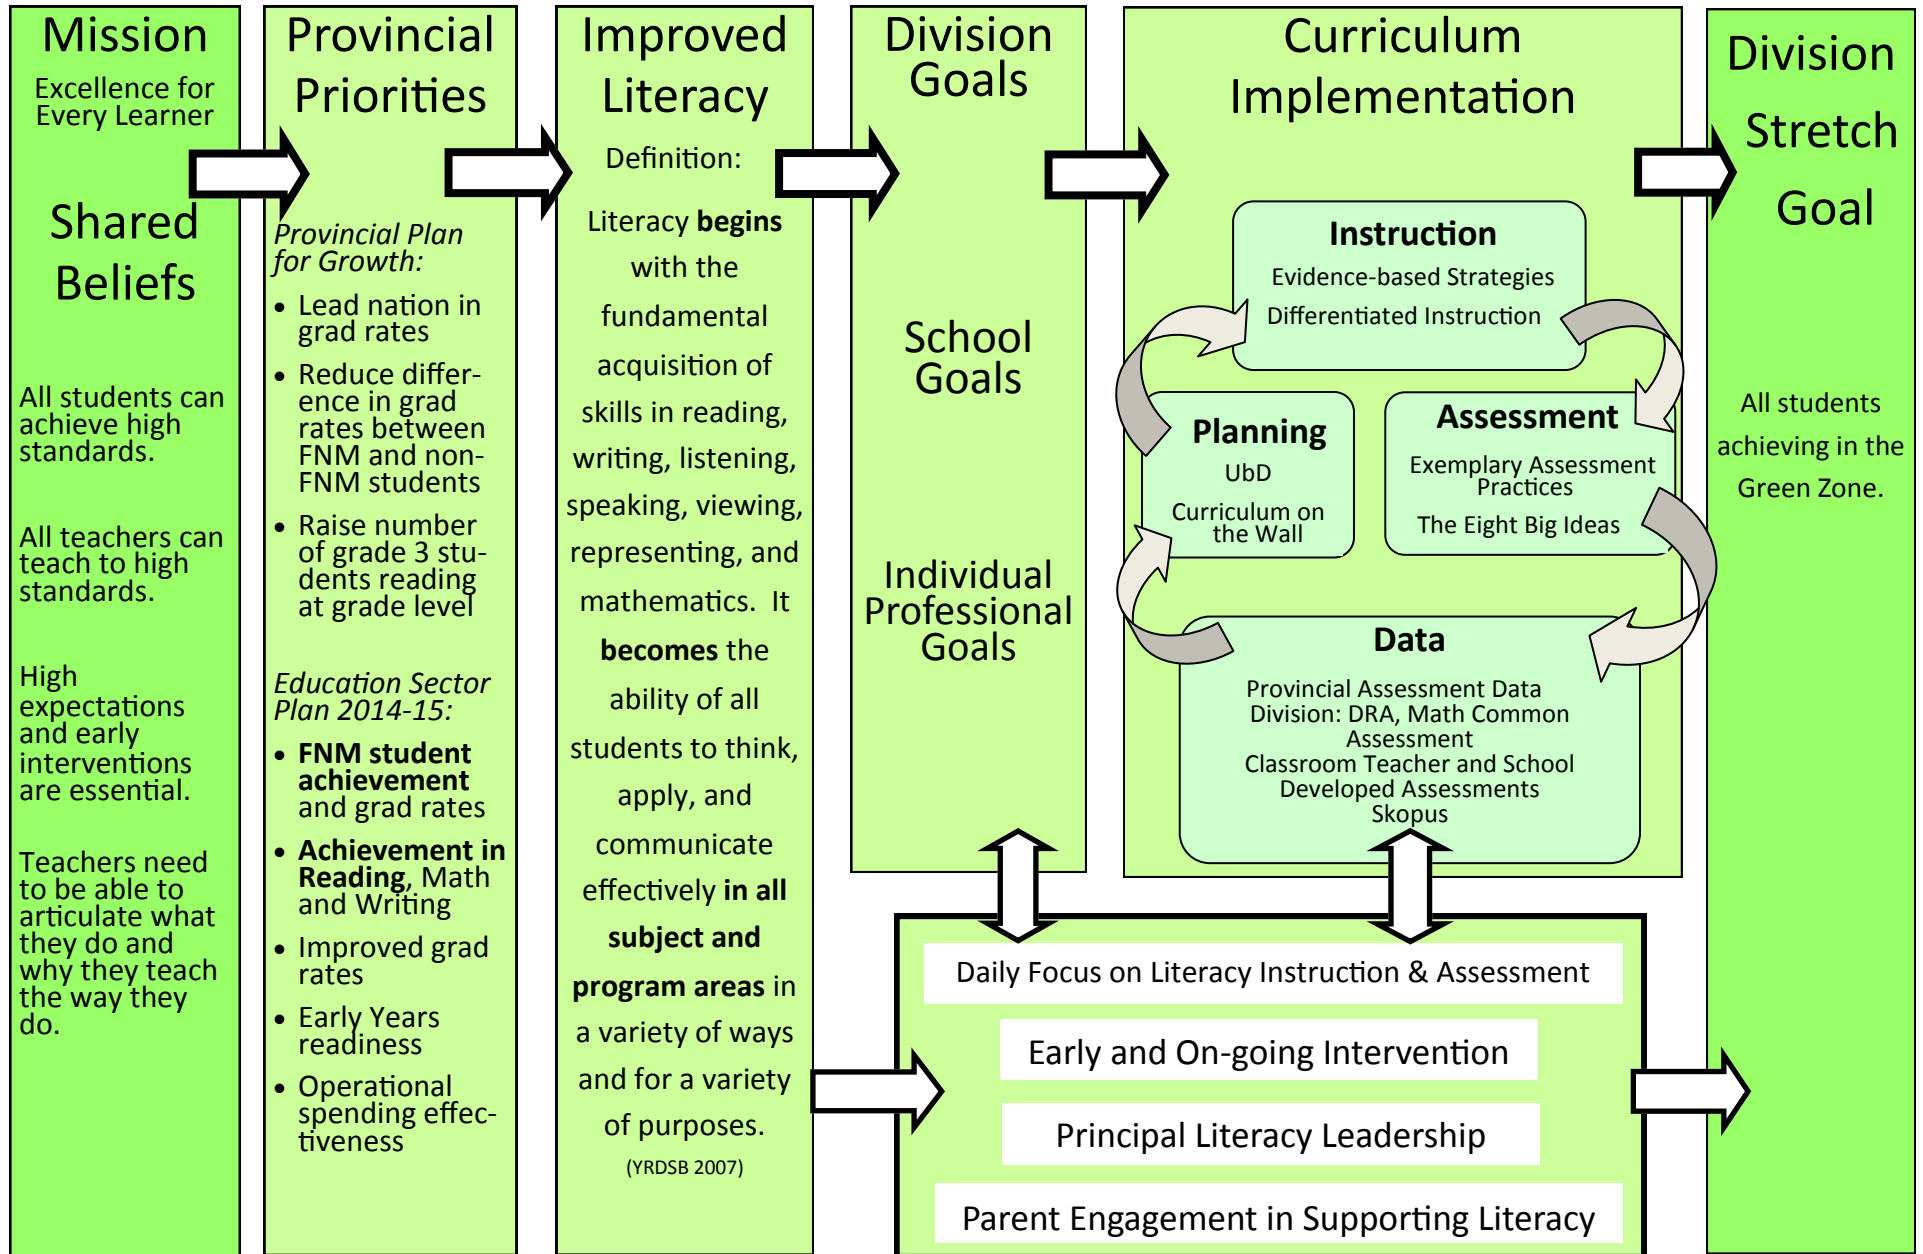 Mission
Excellence for
Every Learner
Shared
Beliefs
All students can
achieve high
standards.
All teachers can
teach to high
standards.
High
expectations
and early
interventions
are essential.
Teachers need
to be able to
articulate what
they do and
why they teach
the way they
do.
Provincial
Priorities
Provincial Plan
for Growth:
• Lead nation in
grad rates
• Reduce differ-
ence in grad
rates between
FNM and non-
FNM students
• Raise number
of grade 3 stu-
dents reading
at grade level
Education Sector
Plan 2014-15:
• FNM student
achievement
and grad rates
• Achievement in
Reading, Math
and Writing
• Improved grad
rates
• Early Years
readiness
• Operational
spending effec-
tiveness
Improved
Literacy
Definition:
Literacy begins
with the
fundamental
acquisition of
skills in reading,
writing, listening,
speaking, viewing,
representing, and
mathematics.  It
becomes the
ability of all
students to think,
apply, and
communicate
effectively in all
subject and
program areas in
a variety of ways
and for a variety
of purposes.
(YRDSB 2007)
Division
Goals
School
Goals
Individual
Professional
Goals
Curriculum
Implementation
Instruction
Evidence-based Strategies
Differentiated Instruction
Planning
UbD
Curriculum on
the Wall
Assessment
Exemplary Assessment
Practices
The Eight Big Ideas
Data
Provincial Assessment Data
Division: DRA, Math Common
Assessment
Classroom Teacher and School
Developed Assessments
Skopus
Daily Focus on Literacy Instruction & Assessment
Early and On-going Intervention
Principal Literacy Leadership
Parent Engagement in Supporting Literacy
Division
Stretch
Goal
All students
achieving in the
Green Zone.